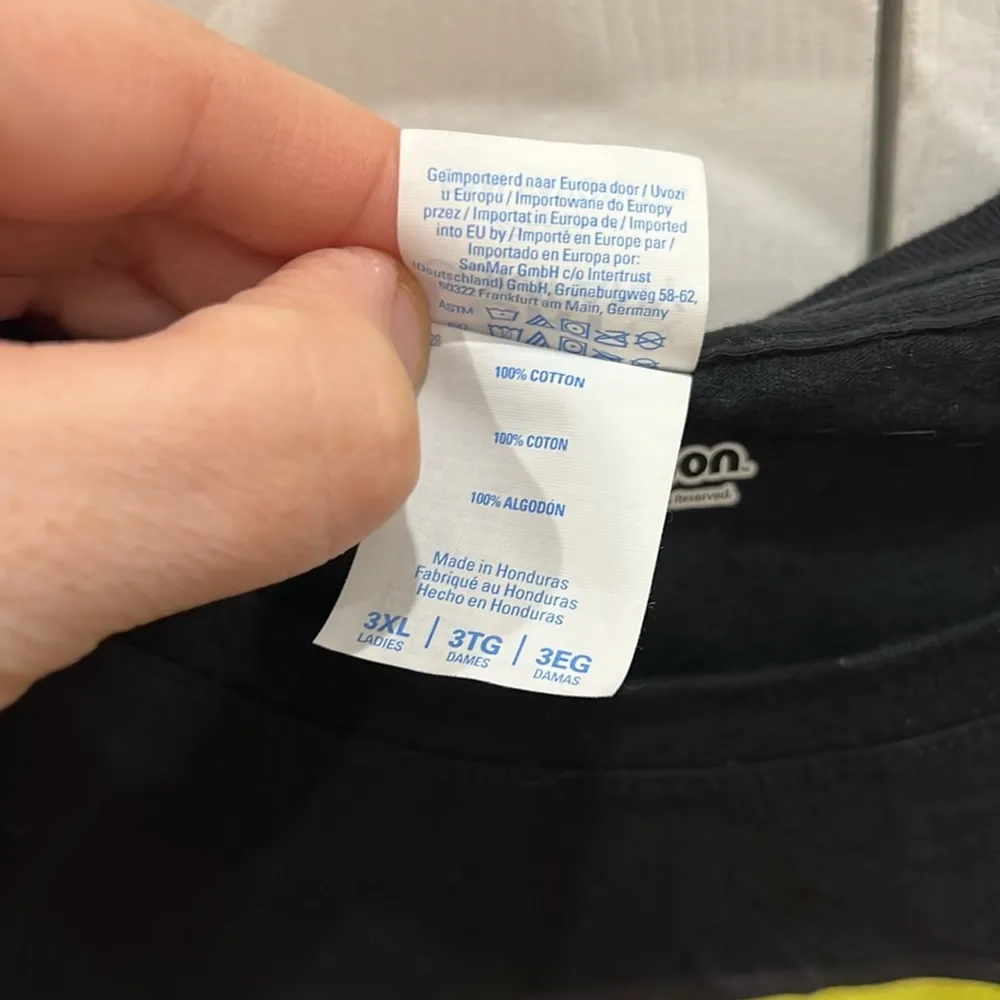 Geïmporteerd naar Europa door / Uvozi
u Europu / Importowane do Europy
przez / Importat in Europa de / Imported
into EU by / Importé en Europe par /
Importado en Europa por:
SanMar GmbH c/o Intertrust
(Deutschland) GmbH, Grüneburgweg 58-62,
60322 Frankfurt am Main, Germany
ASTM
ISO
100% COTTON
100% COTON
100% ALGODÓN
Made in Honduras
Fabriqué au Honduras
Hecho en Honduras
3XL | 3TG | 3EG
LADIES DAMES DAMAS
on.
Reserved.